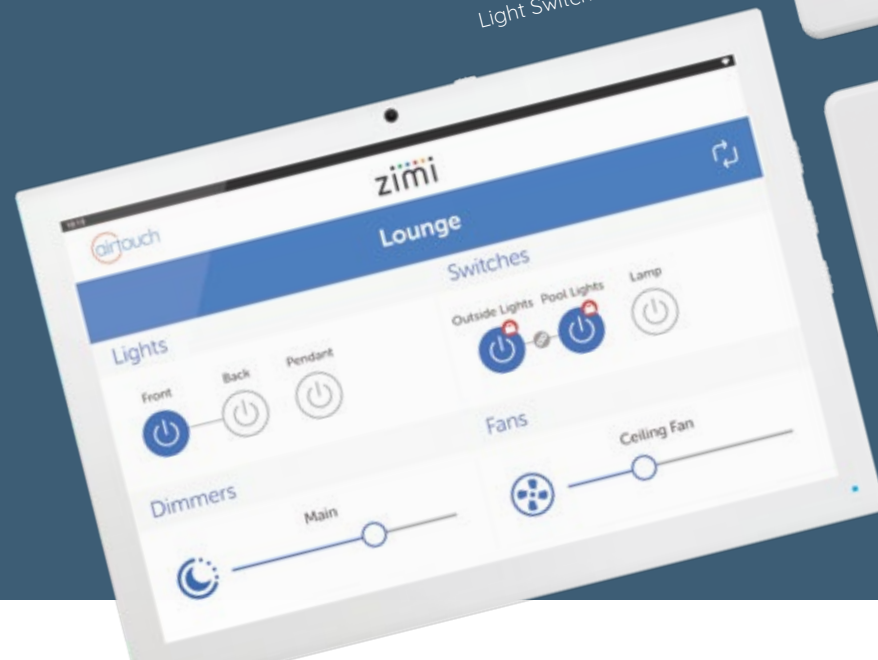 Light Switch
zimi
airtouch
Lounge
Lights
Front
Back
Pendant
Switches
Outside Lights
Pool Lights
Lamp
Dimmers
Main
Fans
Ceiling Fan